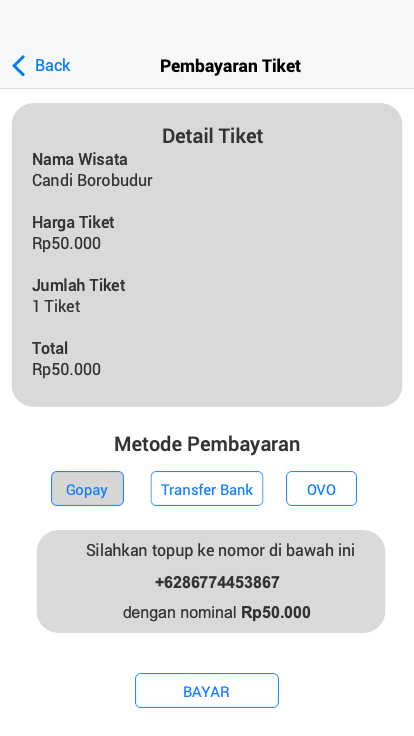 Back
Pembayaran Tiket
Detail Tiket
Nama Wisata
Candi Borobudur
Harga Tiket
Rp50.000
Jumlah Tiket
1 Tiket
Total
Rp50.000
Metode Pembayaran
Gopay
Transfer Bank
OVO
Silahkan topup ke nomor di bawah ini
+6286774453867
dengan nominal Rp50.000
BAYAR